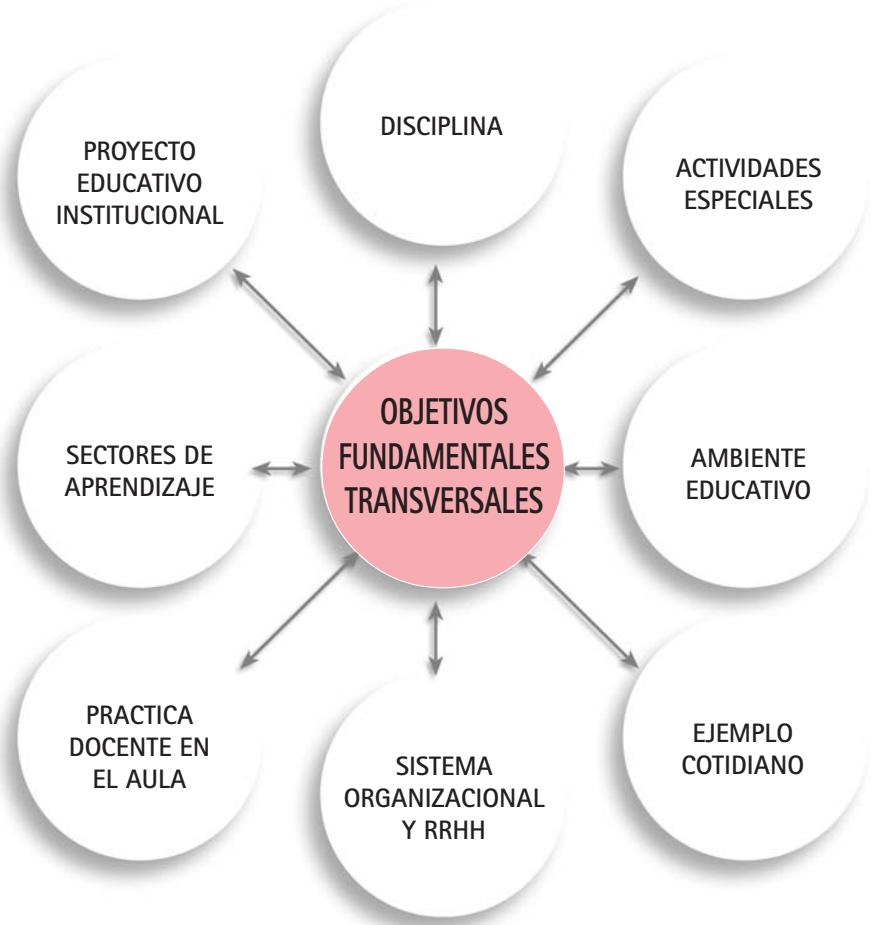 DISCIPLINA
PROYECTO
EDUCATIVO
INSTITUCIONAL
ACTIVIDADES
ESPECIALES
OBJETIVOS
FUNDAMENTALES
TRANSVERSALES
SECTORES DE
APRENDIZAJE
AMBIENTE
EDUCATIVO
PRACTICA
DOCENTE EN
EL AULA
SISTEMA
ORGANIZACIONAL
Y RRHH
EJEMPLO
COTIDIANO